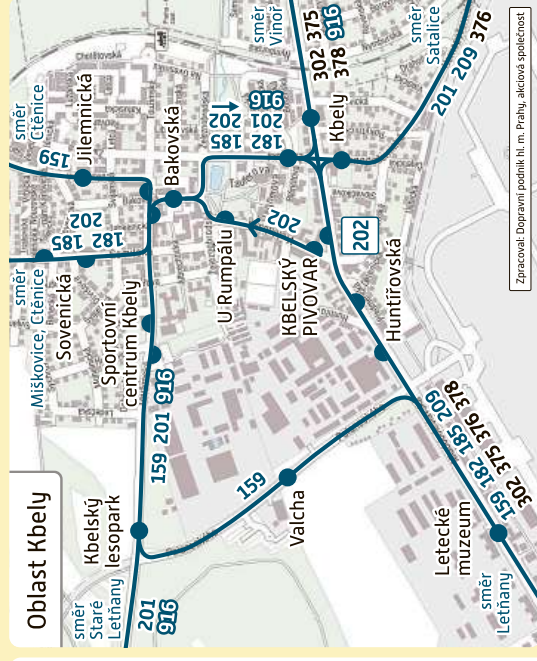 Oblast Kbely
směr
Staré
Letňany
201
916
Kbelský
lesopark
159 201 916
Sportovní
centrum Kbely
Sovenická
směr
Miškovice, Ctěnice
182 185
202
159
Jilemnická
směr
Ctěnice
Bakovská
U Rumpálu
202
KBELSKÝ
PIVOVAR
202
182 201 916
185 202
Kbely
směr
Vinoř
302 375
378 916
směr
Satalice
201 209 376
Huntířovská
159
Valcha
Letecké
muzeum
159 182 185 209
302 375 376 378
směr
Letňany
Zpracoval: Dopravní podnik hl. m. Prahy, akciová společnost